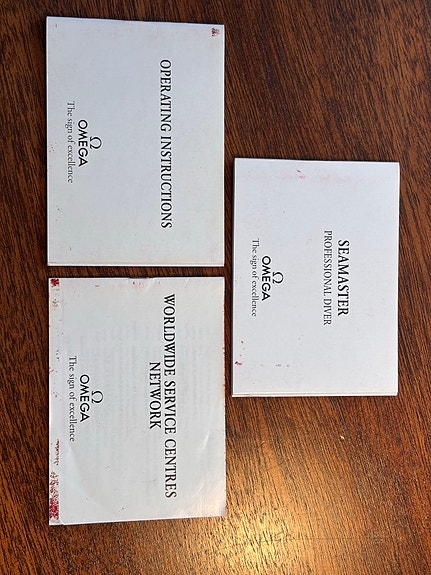 OPERATING INSTRUCTIONS
Ω
OMEGA
The sign of excellence
WORLDWIDE SERVICE CENTRES
NETWORK
Ω
OMEGA
The sign of excellence
SEAMASTER
PROFESSIONAL DIVER
Ω
OMEGA
The sign of excellence